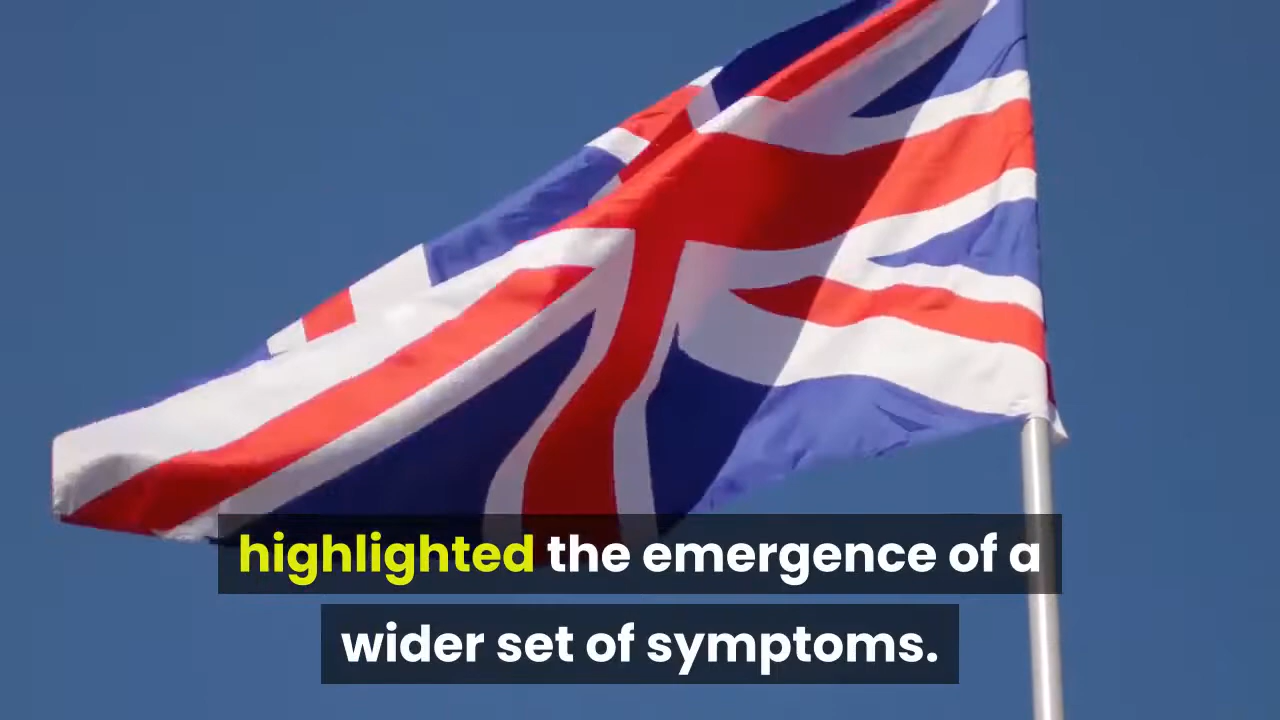 highlighted the emergence of a
wider set of symptoms.